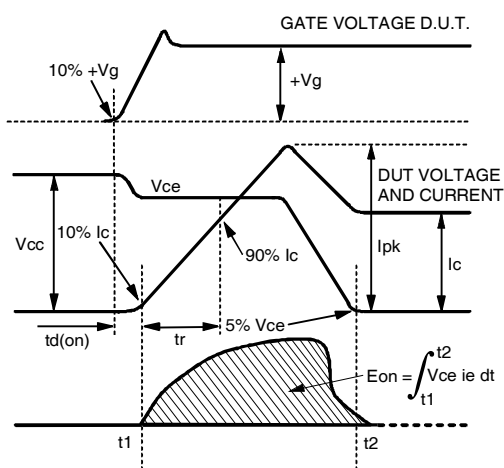 GATE VOLTAGE D.U.T.
10% +Vg
+Vg
DUT VOLTAGE
AND CURRENT
Vce
10% Ic
Vcc
90% Ic
Ipk
Ic
td(on)
tr
5% Vce
t2
Eon = ∫ Vce ie dt
t1
t1
t2